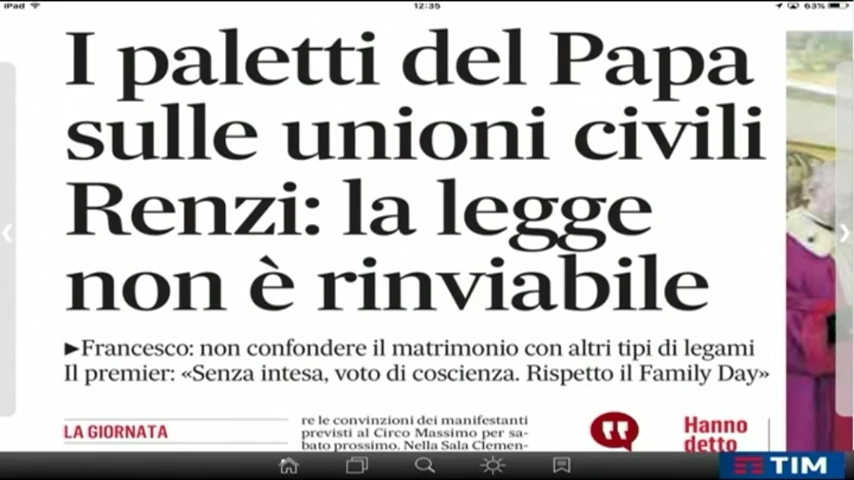 iPad
12:35
63%
I paletti del Papa
sulle unioni civili
Renzi: la legge
non è rinviabile
►Francesco: non confondere il matrimonio con altri tipi di legami
Il premier: «Senza intesa, voto di coscienza. Rispetto il Family Day»
LA GIORNATA
re le convinzioni dei manifestanti
previsti al Circo Massimo per sa-
bato prossimo. Nella Sala Clemen-
Hanno
detto
TIM